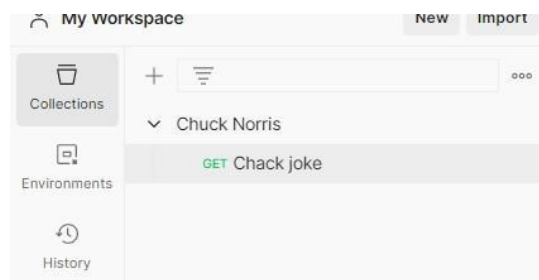 My Workspace
New
Import
Collections
Chuck Norris
GET Chack joke
Environments
History